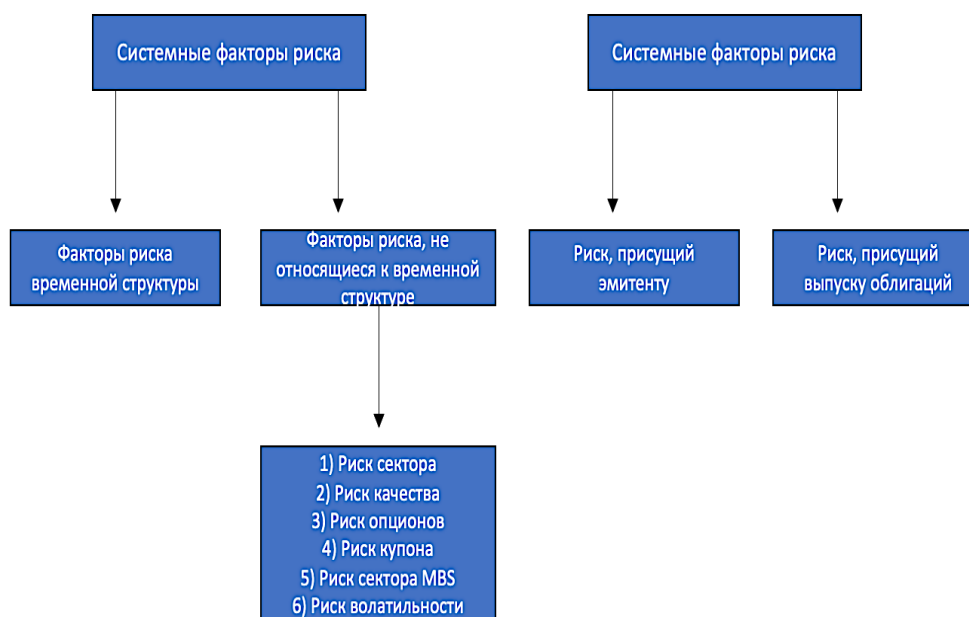 Системные факторы риска
Системные факторы риска
Факторы риска
временной структуры
Факторы риска, не
относящиеся к временной
структуре
Риск, присущий
эмитенту
Риск, присущий
выпуску облигаций
1) Риск сектора
2) Риск качества
3) Риск опционов
4) Риск купона
5) Риск сектора MBS
6) Риск волатильности